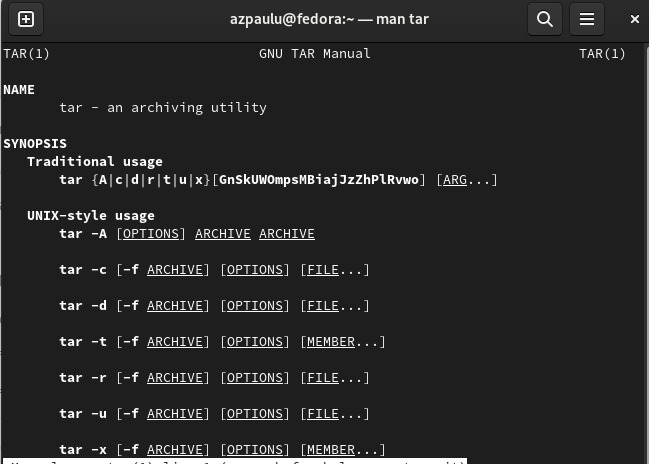 azpaulu@fedora:~ — man tar
TAR(1) GNU TAR Manual TAR(1)
NAME
tar - an archiving utility
SYNOPSIS
Traditional usage
tar {A|c|d|r|t|u|x}[GnSkUWOmpsMBiajJzZhPlRvwo] [ARG...]
UNIX-style usage
tar -A [OPTIONS] ARCHIVE ARCHIVE
tar -c [-f ARCHIVE] [OPTIONS] [FILE...]
tar -d [-f ARCHIVE] [OPTIONS] [FILE...]
tar -t [-f ARCHIVE] [OPTIONS] [MEMBER...]
tar -r [-f ARCHIVE] [OPTIONS] [FILE...]
tar -u [-f ARCHIVE] [OPTIONS] [FILE...]
tar -x [-f ARCHIVE] [OPTIONS] [MEMBER...]